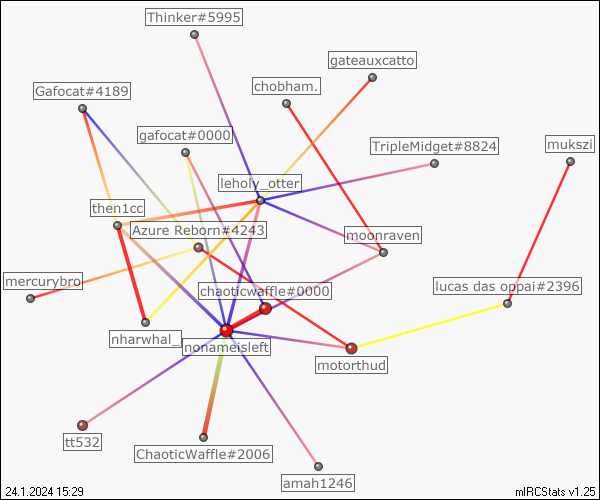 Thinker#5995
gateauxcatto
chobham.
Gafocat#4189
gafocat#0000
mukszi
TripleMidget#8824
leholy_otter
then1cc
Azure Reborn#4243
moonraven
mercurybro
chaoticwaffle#0000
lucas das oppai#2396
nharwhal_
nonameisleft
motorthud
tt532
ChaoticWaffle#2006
amah1246
24.1.2024 15:29
mIRCStats v1.25